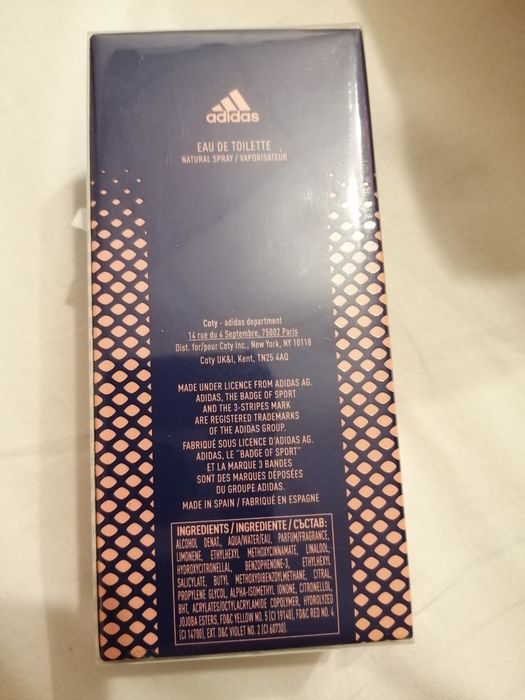 adidas
EAU DE TOILETTE
NATURAL SPRAY / VAPORISATEUR
Coty - adidas department
14 rue du 4 Septembre, 75002 Paris
Dist. for/pour Coty Inc., New York, NY 10118
Coty UK&I, Kent, TN25 4AQ
MADE UNDER LICENCE FROM ADIDAS AG.
ADIDAS, THE BADGE OF SPORT
AND THE 3-STRIPES MARK
ARE REGISTERED TRADEMARKS
OF THE ADIDAS GROUP.
FABRIQUÉ SOUS LICENCE D'ADIDAS AG.
ADIDAS, LE "BADGE OF SPORT"
ET LA MARQUE 3 BANDES
SONT DES MARQUES DÉPOSÉES
DU GROUPE ADIDAS.
MADE IN SPAIN / FABRIQUÉ EN ESPAGNE
INGREDIENTS / INGREDIENTE / СЪСТАВ:
ALCOHOL DENAT., AQUA/WATER/EAU, PARFUM/FRAGRANCE,
LIMONENE, ETHYLHEXYL METHOXYCINNAMATE, LINALOOL,
HYDROXYCITRONELLAL, BENZOPHENONE-3, ETHYLHEXYL
SALICYLATE, BUTYL METHOXYDIBENZOYLMETHANE, CITRAL,
PROPYLENE GLYCOL, ALPHA-ISOMETHYL IONONE, CITRONELLOL,
BHT, ACRYLATES/OCTYLACRYLAMIDE COPOLYMER, HYDROLYZED
JOJOBA ESTERS, FD&C YELLOW NO. 5 (CI 19140), FD&C RED NO. 4
(CI 14700), EXT. D&C VIOLET NO. 2 (CI 60730).